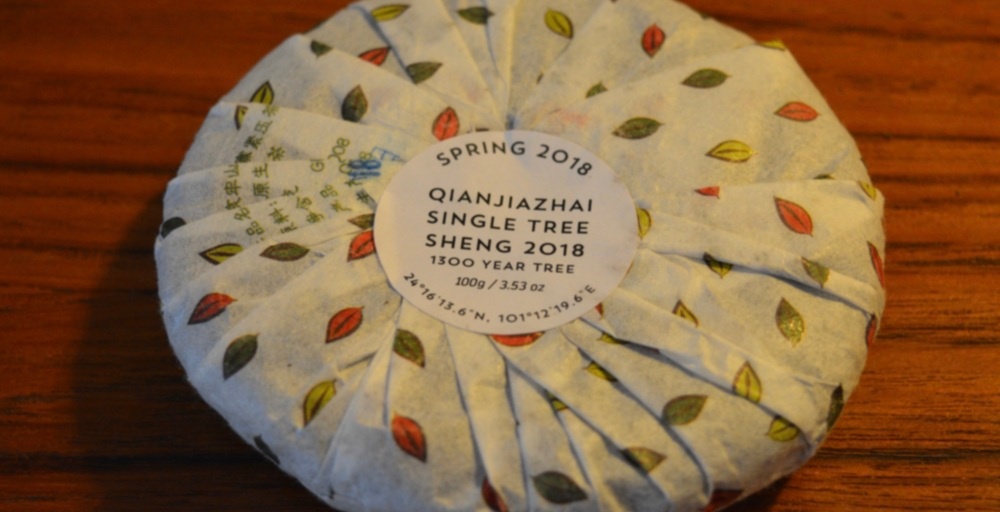 SPRING 2018
QIANJIAZHAI
SINGLE TREE
SHENG 2018
1300 YEAR TREE
100g / 3.53 oz
24°16'13.6"N, 101°12'19.6"E